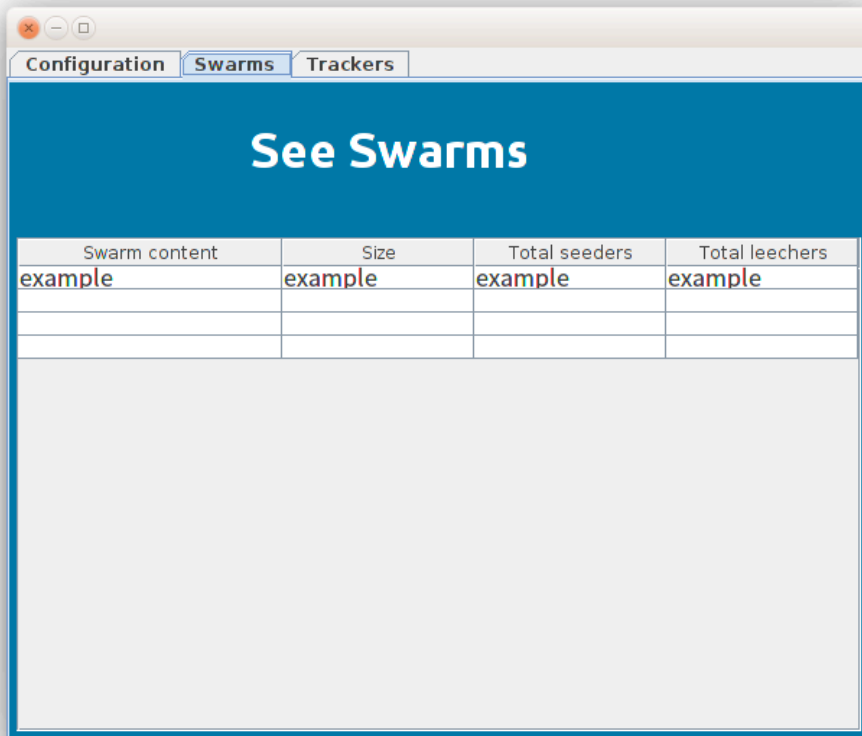 Configuration Swarms Trackers
See Swarms
Swarm content Size Total seeders Total leechers
example example example example